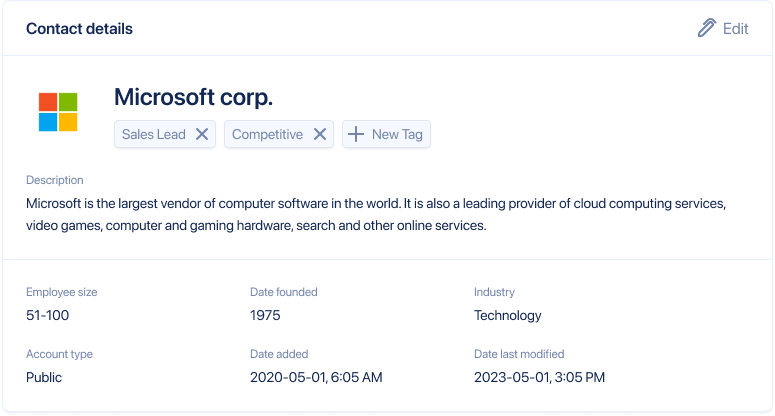 Contact details
Edit
Microsoft corp.
Sales Lead
Competitive
New Tag
Description
Microsoft is the largest vendor of computer software in the world. It is also a leading provider of cloud computing services,
video games, computer and gaming hardware, search and other online services.
Employee size
Date founded
Industry
51-100
1975
Technology
Account type
Date added
Date last modified
Public
2020-05-01, 6:05 AM
2023-05-01, 3:05 PM